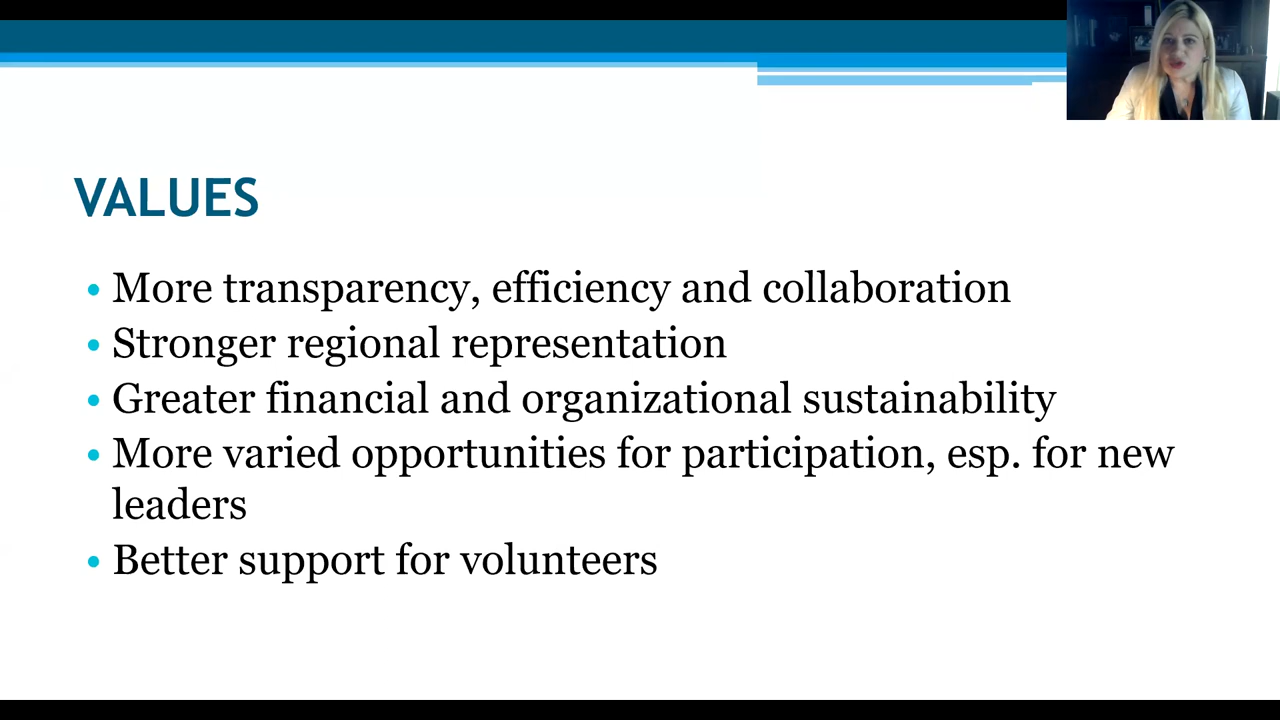 VALUES
• More transparency, efficiency and collaboration
• Stronger regional representation
• Greater financial and organizational sustainability
• More varied opportunities for participation, esp. for new
leaders
• Better support for volunteers